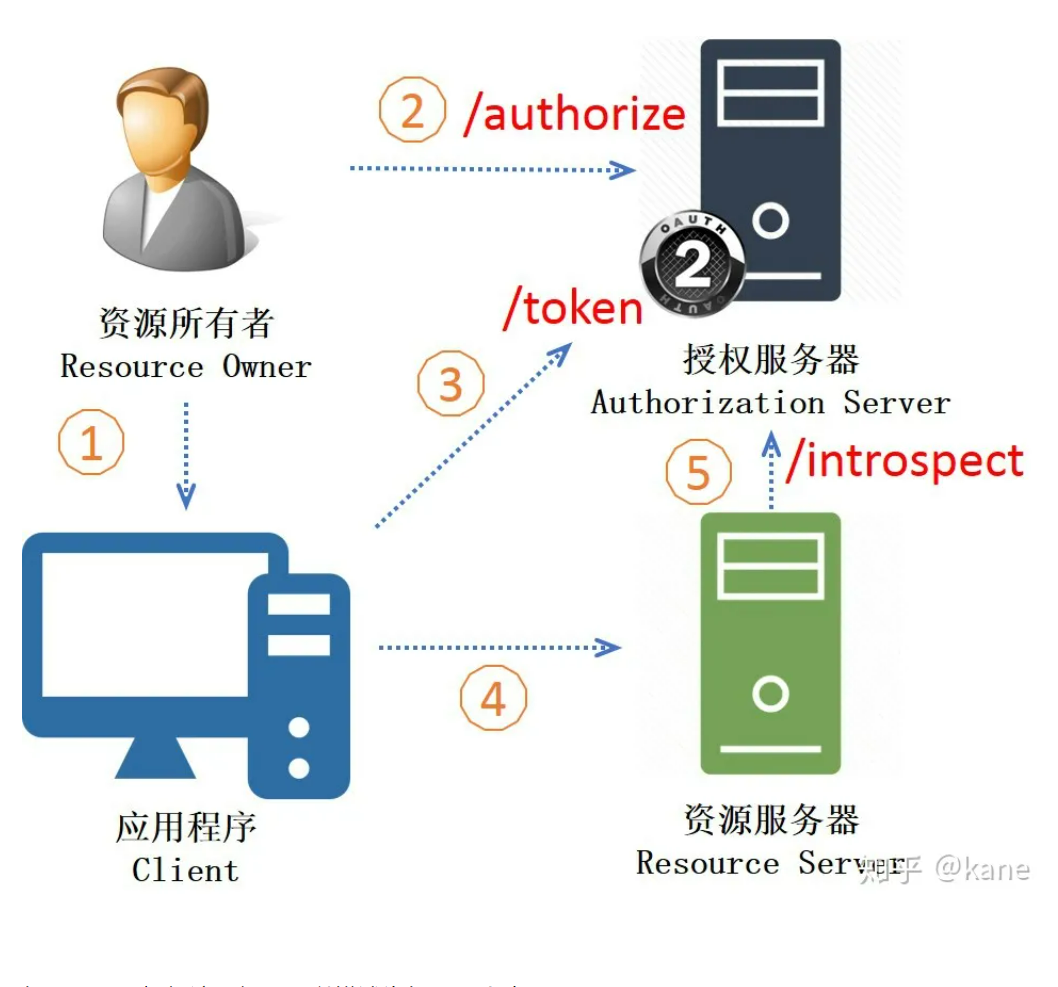 ② /authorize
OAUTH
2
OAUTH
/token
资源所有者
Resource Owner
③
授权服务器
Authorization Server
①
⑤ /introspect
④
应用程序
Client
资源服务器
Resource Server
知乎 @kane